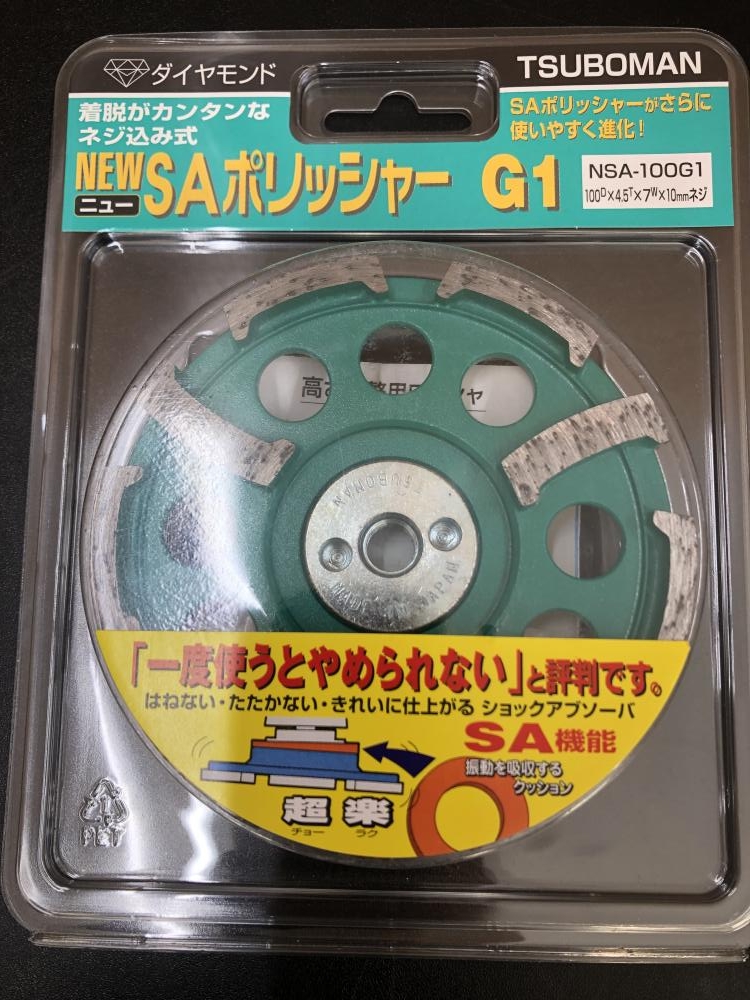 ダイヤモンド
TSUBOMAN
着脱がカンタンな
ネジ込み式
SAポリッシャーがさらに
使いやすく進化!
NEW SAポリッシャー G1
ニュー
NSA-100G1
100D×4.5T×7W×10mmネジ
TSUBOMAN
MADE IN JAPAN
「一度使うとやめられない」と評判です。
はねない・たたかない・きれいに仕上がる ショックアブソーバ
SA機能
振動を吸収する
クッション
超楽
チョー ラク
PET